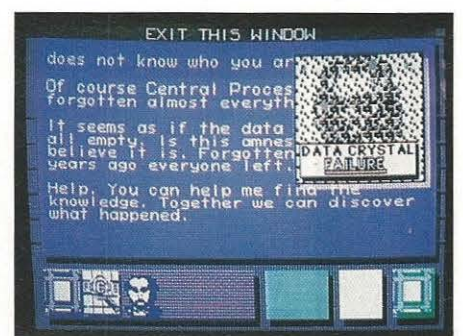 EXIT THIS WINDOW
does not know who you ar
Of course Central Proces
forgotten almost everyth
It seems as if the data
all empty. Is this amnes
believe it is. Forgotten
years ago everyone left.
DATA CRYSTAL
FAILURE
Help. You can help me find the
knowledge. Together we can discover
what happened.